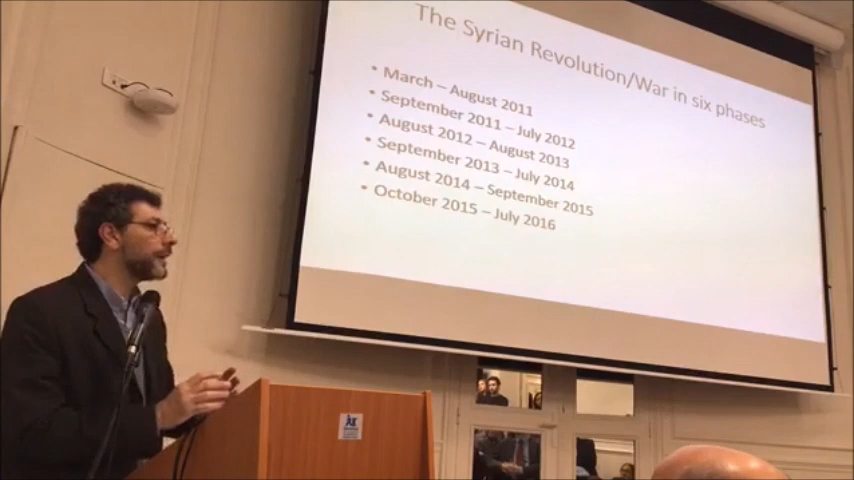 The Syrian Revolution/War in six phases
• March – August 2011
• September 2011 – July 2012
• August 2012 – August 2013
• September 2013 – July 2014
• August 2014 – September 2015
• October 2015 – July 2016